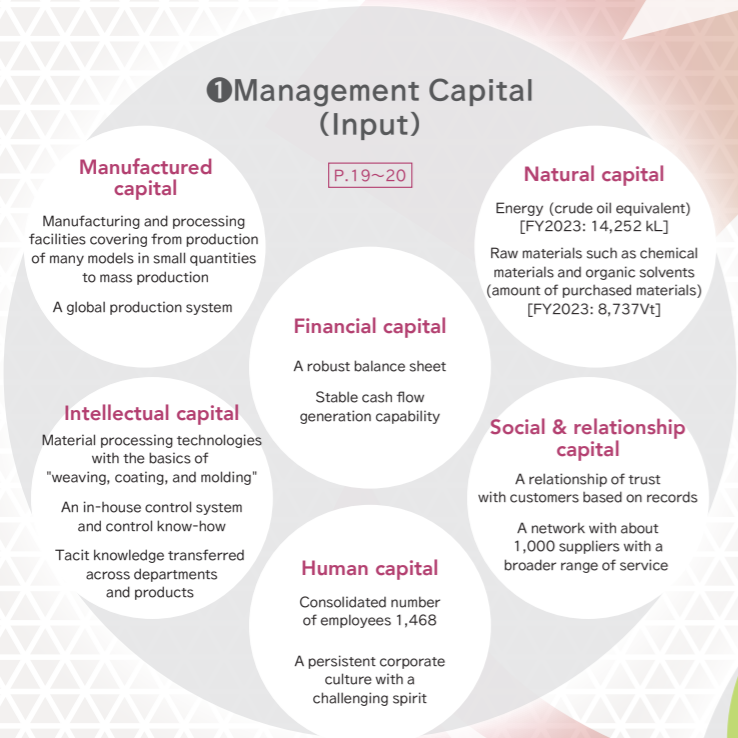 ❶Management Capital
(Input)
P.19~20
Manufactured
capital
Manufacturing and processing
facilities covering from production
of many models in small quantities
to mass production
A global production system
Natural capital
Energy (crude oil equivalent)
[FY2023: 14,252 kL]
Raw materials such as chemical
materials and organic solvents
(amount of purchased materials)
[FY2023: 8,737Vt]
Financial capital
A robust balance sheet
Stable cash flow
generation capability
Intellectual capital
Material processing technologies
with the basics of
"weaving, coating, and molding"
An in-house control system
and control know-how
Tacit knowledge transferred
across departments
and products
Social & relationship
capital
A relationship of trust
with customers based on records
A network with about
1,000 suppliers with a
broader range of service
Human capital
Consolidated number
of employees 1,468
A persistent corporate
culture with a
challenging spirit